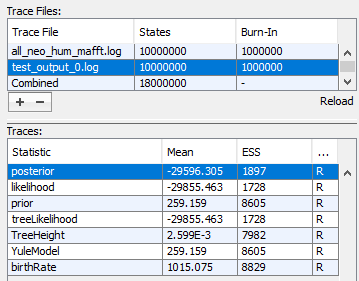 Trace Files:
Trace File States Burn-In
all_neo_hum_mafft.log 10000000 1000000
test_output_0.log 10000000 1000000
Combined 18000000 -
+ - Reload
Traces:
Statistic Mean ESS ...
posterior -29596.305 1897 R
likelihood -29855.463 1728 R
prior 259.159 8605 R
treeLikelihood -29855.463 1728 R
TreeHeight 2.599E-3 7982 R
YuleModel 259.159 8605 R
birthRate 1015.075 8829 R